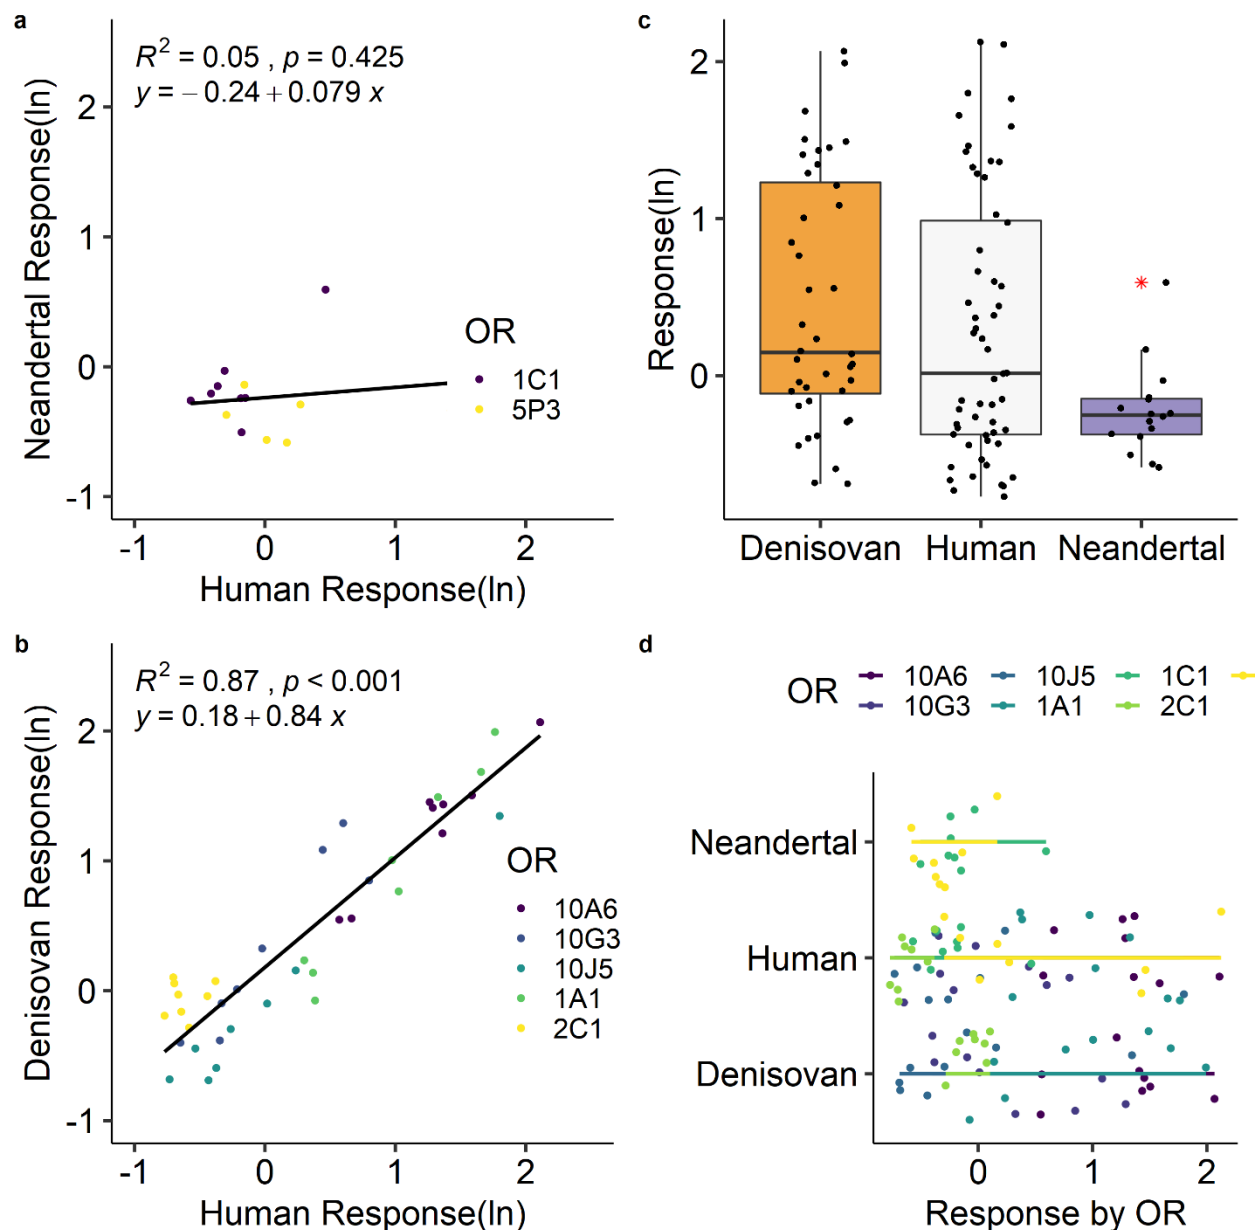 a
R² = 0.05 , p = 0.425
y = − 0.24 + 0.079 x
Neandertal Response(ln)
2
1
0
-1
OR
1C1
5P3
-1 0 1 2
Human Response(ln)
c
Response(ln)
2
1
0
Denisovan Human Neandertal
b
R² = 0.87 , p < 0.001
y = 0.18 + 0.84 x
Denisovan Response(ln)
2
1
0
-1
OR
10A6
10G3
10J5
1A1
2C1
-1 0 1 2
Human Response(ln)
d
OR
10A6 10J5 1C1
10G3 1A1 2C1
Neandertal
Human
Denisovan
0 1 2
Response by OR